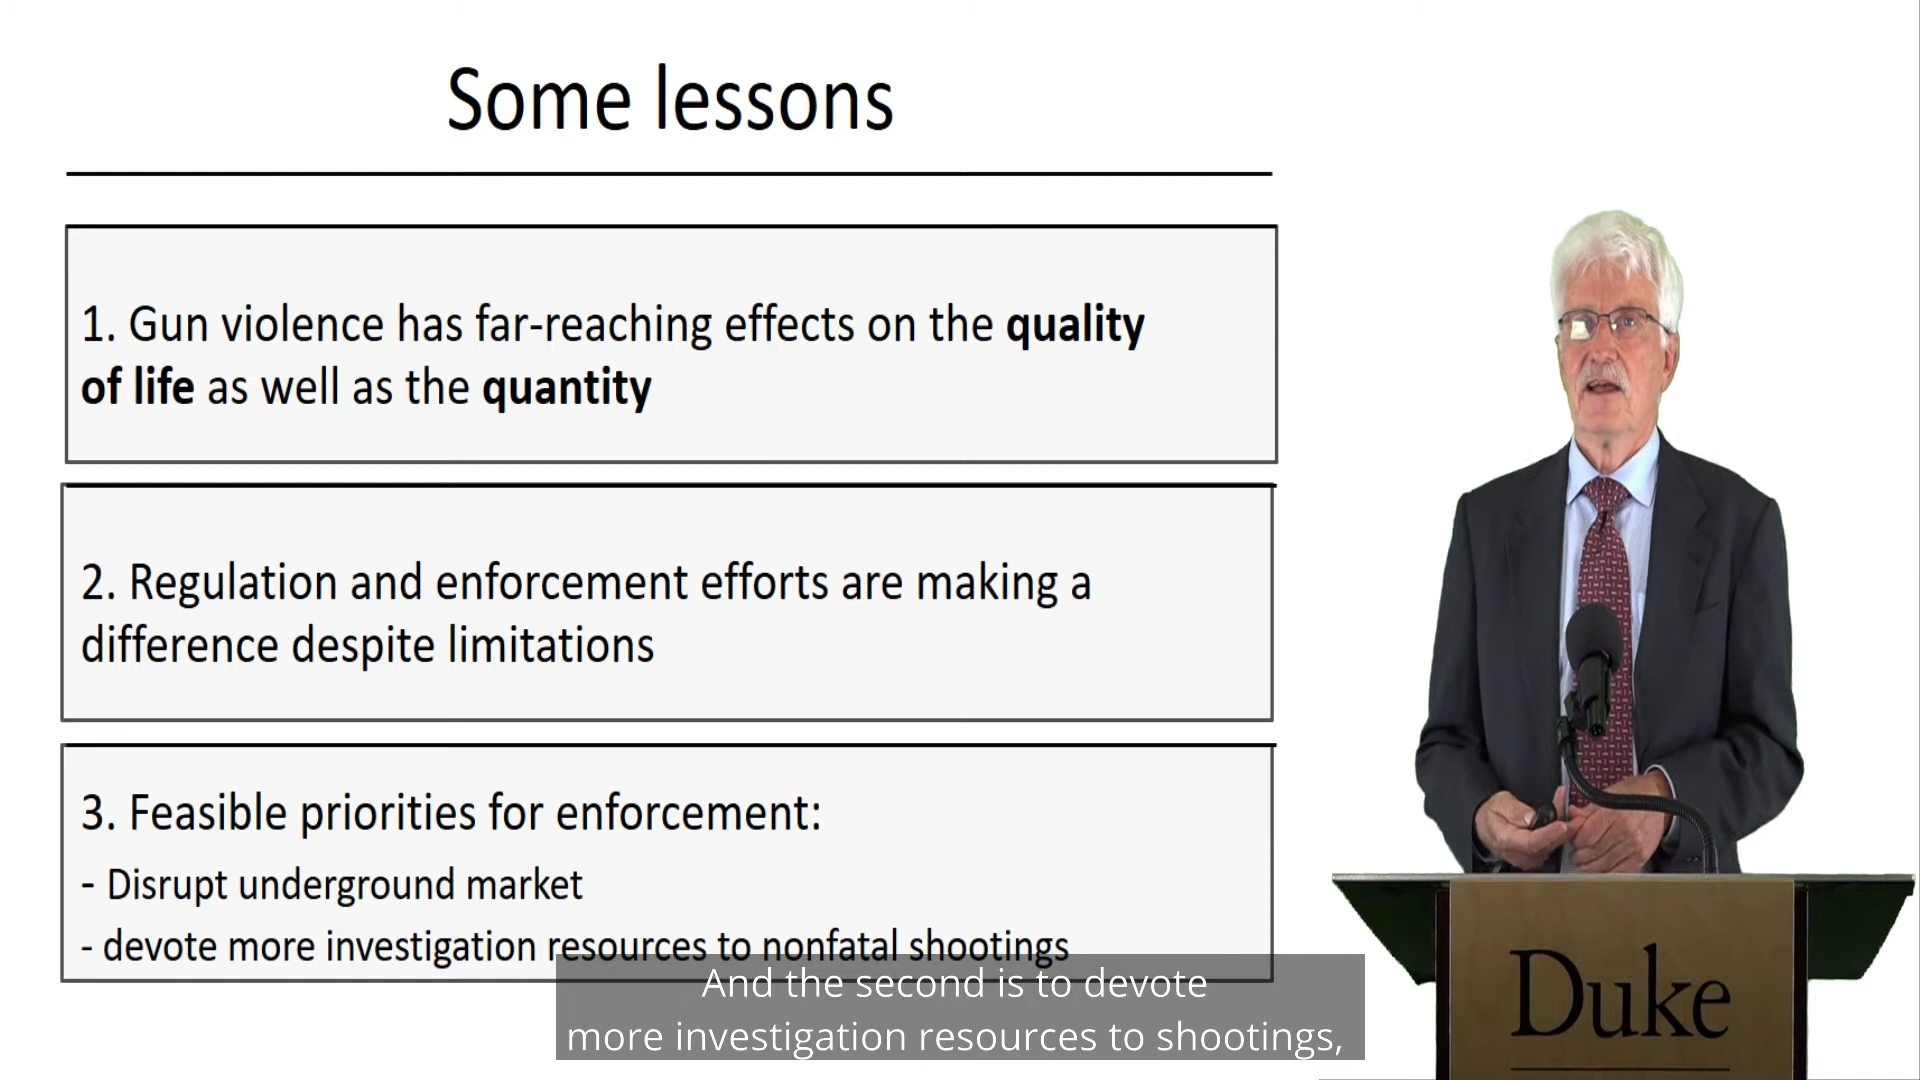 Some lessons
1. Gun violence has far-reaching effects on the quality
of life as well as the quantity
2. Regulation and enforcement efforts are making a
difference despite limitations
3. Feasible priorities for enforcement:
- Disrupt underground market
- devote more investigation resources to nonfatal shootings
And the second is to devote
more investigation resources to shootings,
Duke